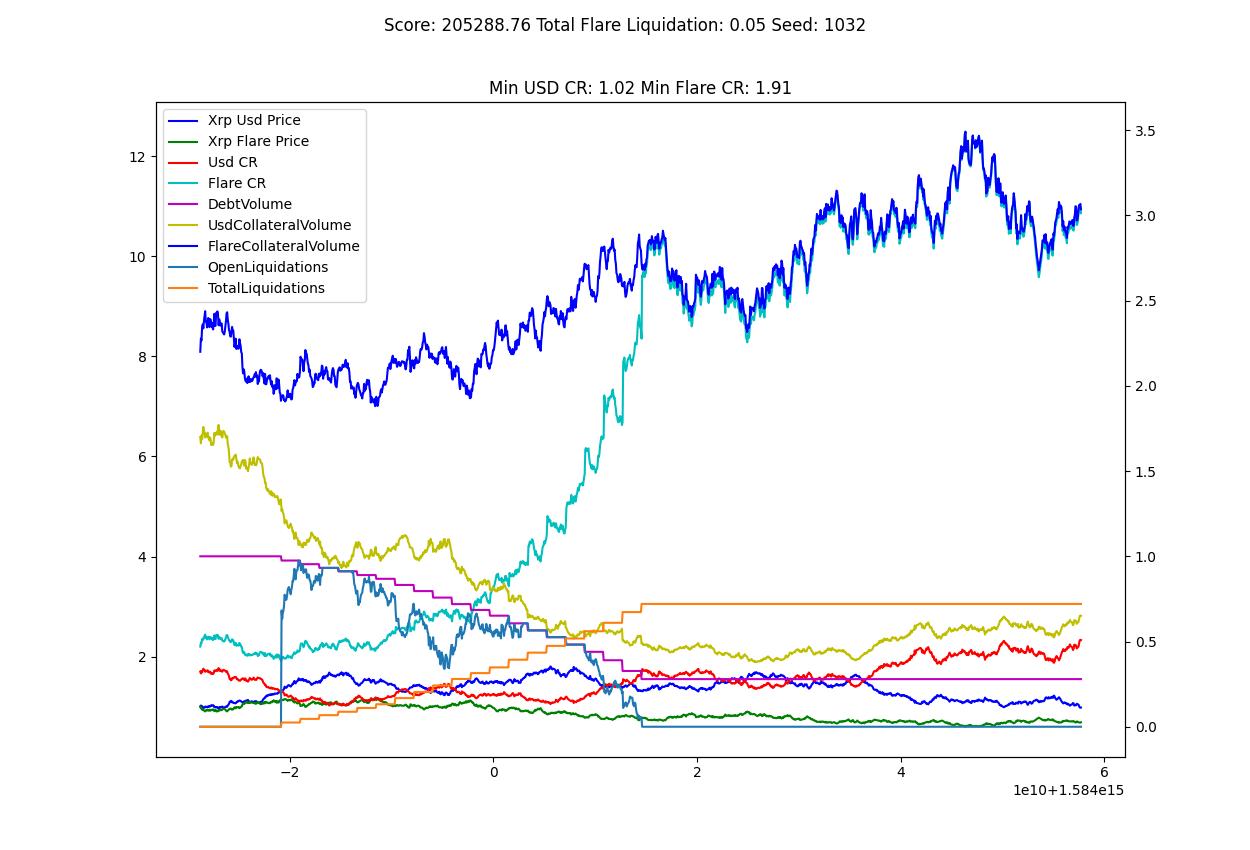 Score: 205288.76 Total Flare Liquidation: 0.05 Seed: 1032
Min USD CR: 1.02 Min Flare CR: 1.91
Xrp Usd Price
Xrp Flare Price
Usd CR
Flare CR
DebtVolume
UsdCollateralVolume
FlareCollateralVolume
OpenLiquidations
TotalLiquidations
12
10
8
6
4
2
3.5
3.0
2.5
2.0
1.5
1.0
0.5
0.0
−2
0
2
4
6
1e10+1.584e15